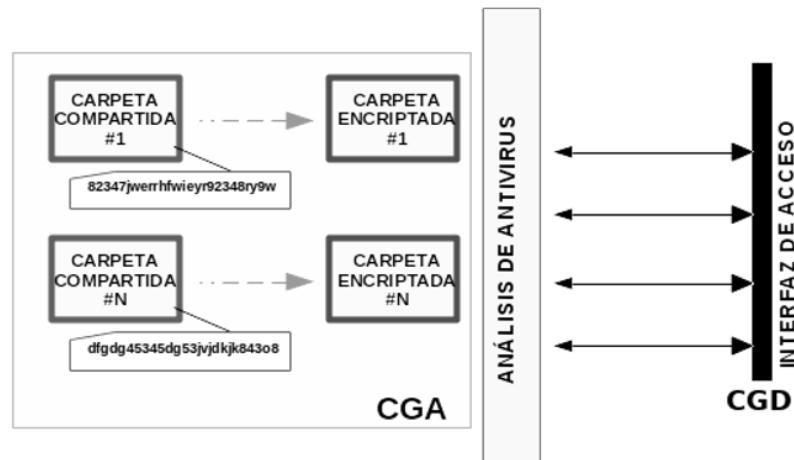 CARPETA
COMPARTIDA
#1
CARPETA
ENCRIPTADA
#1
82347jwerrhfwieyr92348ry9w
CARPETA
COMPARTIDA
#N
CARPETA
ENCRIPTADA
#N
dfgdg45345dg53jvjdkjk843o8
CGA
ANÁLISIS DE ANTIVIRUS
INTERFAZ DE ACCESO
CGD